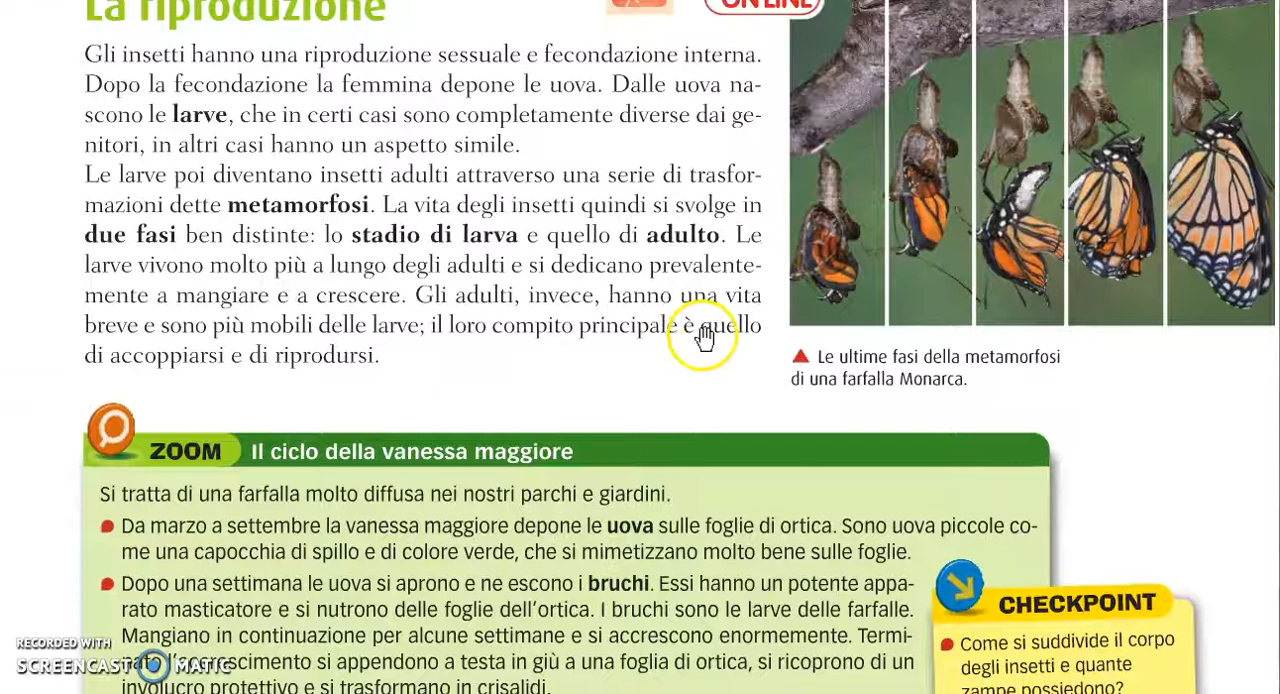 La riproduzione
ON LINE
Gli insetti hanno una riproduzione sessuale e fecondazione interna.
Dopo la fecondazione la femmina depone le uova. Dalle uova na-
scono le larve, che in certi casi sono completamente diverse dai ge-
nitori, in altri casi hanno un aspetto simile.
Le larve poi diventano insetti adulti attraverso una serie di trasfor-
mazioni dette metamorfosi. La vita degli insetti quindi si svolge in
due fasi ben distinte: lo stadio di larva e quello di adulto. Le
larve vivono molto più a lungo degli adulti e si dedicano prevalente-
mente a mangiare e a crescere. Gli adulti, invece, hanno una vita
breve e sono più mobili delle larve; il loro compito principale è quello
di accoppiarsi e di riprodursi.
Le ultime fasi della metamorfosi
di una farfalla Monarca.
ZOOM Il ciclo della vanessa maggiore
Si tratta di una farfalla molto diffusa nei nostri parchi e giardini.
Da marzo a settembre la vanessa maggiore depone le uova sulle foglie di ortica. Sono uova piccole co-
me una capocchia di spillo e di colore verde, che si mimetizzano molto bene sulle foglie.
Dopo una settimana le uova si aprono e ne escono i bruchi. Essi hanno un potente appa-
rato masticatore e si nutrono delle foglie dell'ortica. I bruchi sono le larve delle farfalle.
Mangiano in continuazione per alcune settimane e si accrescono enormemente. Termi-
nato l'accrescimento si appendono a testa in giù a una foglia di ortica, si ricoprono di un
involucro protettivo e si trasformano in crisalidi.
CHECKPOINT
Come si suddivide il corpo
degli insetti e quante
zampe possiedono?
RECORDED WITH
SCREENCAST MATIC